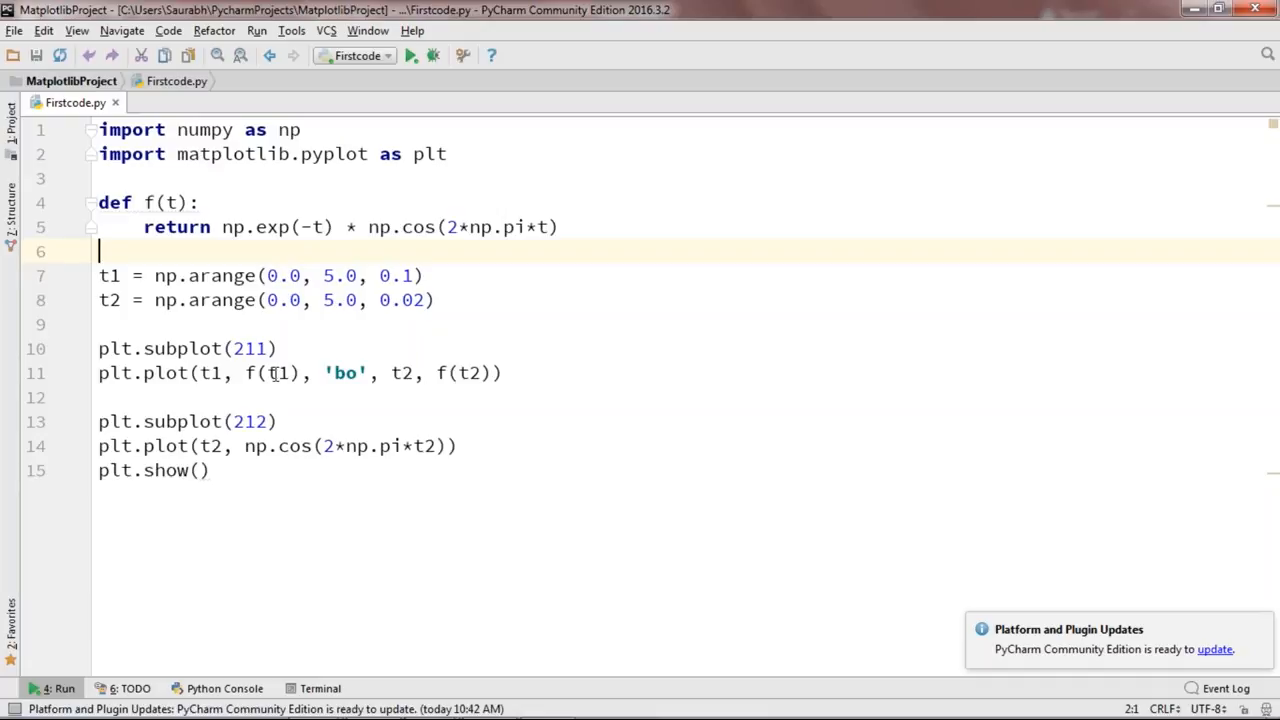 MatplotlibProject - [C:\Users\Saurabh\PycharmProjects\MatplotlibProject] - ...\Firstcode.py - PyCharm Community Edition 2016.3.2
File Edit View Navigate Code Refactor Run Tools VCS Window Help
Firstcode
MatplotlibProject Firstcode.py
Firstcode.py
1: Project
Z: Structure
2: Favorites
1 import numpy as np
2 import matplotlib.pyplot as plt
3
4 def f(t):
5 return np.exp(-t) * np.cos(2*np.pi*t)
6
7 t1 = np.arange(0.0, 5.0, 0.1)
8 t2 = np.arange(0.0, 5.0, 0.02)
9
10 plt.subplot(211)
11 plt.plot(t1, f(t1), 'bo', t2, f(t2))
12
13 plt.subplot(212)
14 plt.plot(t2, np.cos(2*np.pi*t2))
15 plt.show()
Platform and Plugin Updates
PyCharm Community Edition is ready to update.
4: Run 6: TODO Python Console Terminal Event Log
Platform and Plugin Updates: PyCharm Community Edition is ready to update. (today 10:42 AM) 2:1 CRLF÷ UTF-8÷